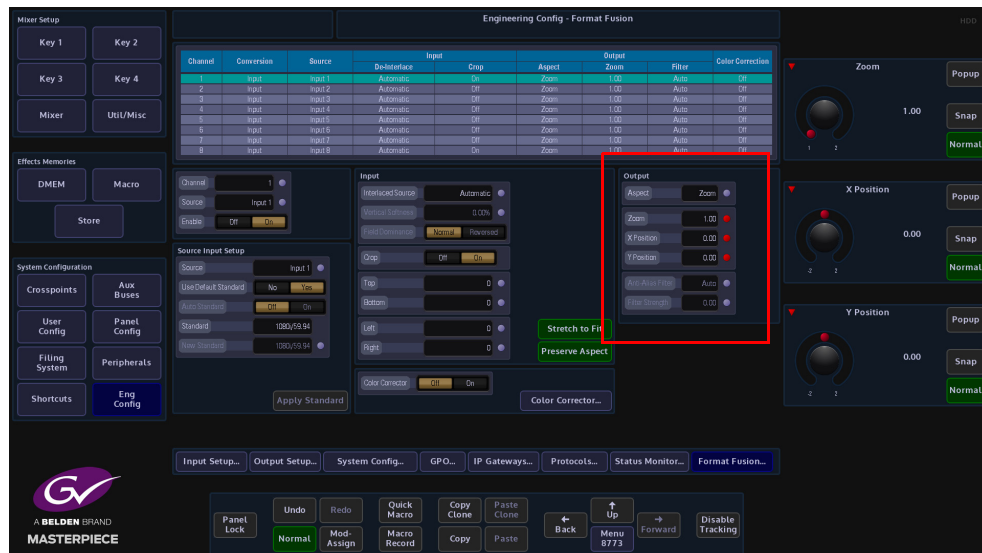 Mixer Setup
Engineering Config - Format Fusion
HDD
Key 1 Key 2
Key 3 Key 4
Mixer Util/Misc
Channel Conversion Source Input Output Color Correction
De-Interlace Crop Aspect Zoom Filter
1 Input Input 1 Automatic On Zoom 1.00 Auto Off
2 Input Input 2 Automatic Off Zoom 1.00 Auto Off
3 Input Input 3 Automatic Off Zoom 1.00 Auto Off
4 Input Input 4 Automatic Off Zoom 1.00 Auto Off
5 Input Input 5 Automatic Off Zoom 1.00 Auto Off
6 Input Input 6 Automatic Off Zoom 1.00 Auto Off
7 Input Input 7 Automatic Off Zoom 1.00 Auto Off
8 Input Input 8 Automatic On Zoom 1.00 Auto Off
Zoom
Popup
1.00 Snap
1 2 Normal
Effects Memories
DMEM Macro
Store
Channel 1
Source Input 1
Enable Off On
Source Input Setup
Source Input 1
Use Default Standard No Yes
Auto Standard Off On
Standard 1080i/59.94
New Standard 1080i/59.94
Apply Standard
Input
Interlaced Source Automatic
Vertical Softness 0.00%
Field Dominance Normal Reversed
Crop Off On
Top 0
Bottom 0
Left 0
Right 0
Stretch to Fit
Preserve Aspect
Color Corrector Off On
Color Corrector...
Output
Aspect Zoom
Zoom 1.00
X Position 0.00
Y Position 0.00
Anti-Alias Filter Auto
Filter Strength 0.00
X Position
Popup
0.00 Snap
-2 2 Normal
Y Position
Popup
0.00 Snap
-2 2 Normal
System Configuration
Crosspoints Aux Buses
User Config Panel Config
Filing System Peripherals
Shortcuts Eng Config
Input Setup... Output Setup... System Config... GPO... IP Gateways... Protocols... Status Monitor... Format Fusion...
GV
A BELDEN BRAND
MASTERPIECE
Panel Lock
Undo Redo
Normal Mod-Assign
Quick Macro
Macro Record
Copy Clone Paste Clone
Copy Paste
Back
Up
Menu 8773
Forward
Disable Tracking